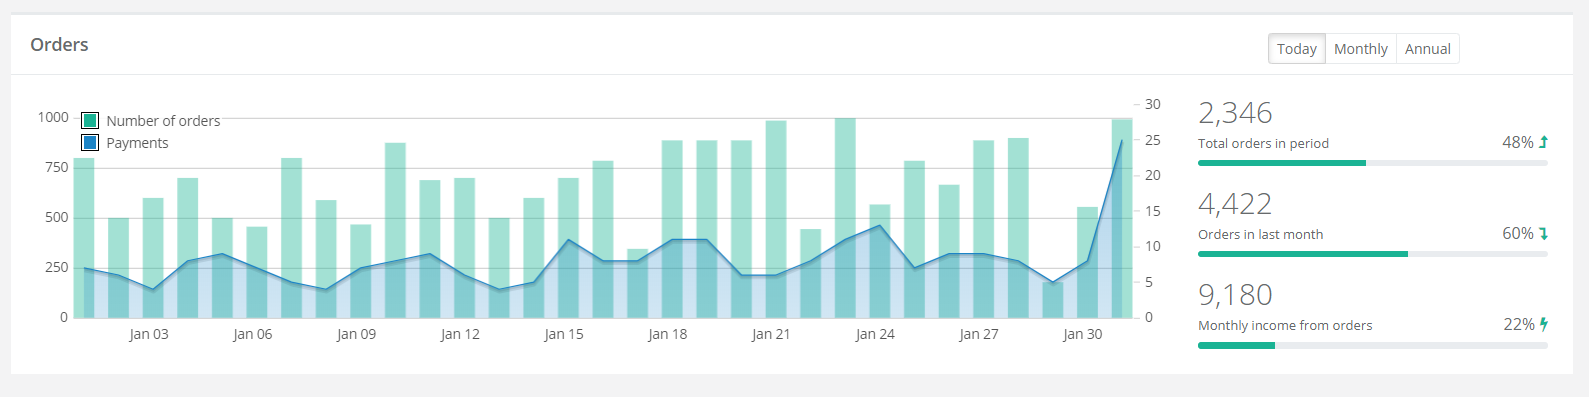 Orders
Today Monthly Annual
Number of orders
Payments
1000
750
500
250
0
30
25
20
15
10
5
0
Jan 03 Jan 06 Jan 09 Jan 12 Jan 15 Jan 18 Jan 21 Jan 24 Jan 27 Jan 30
2,346
Total orders in period 48%
4,422
Orders in last month 60%
9,180
Monthly income from orders 22%